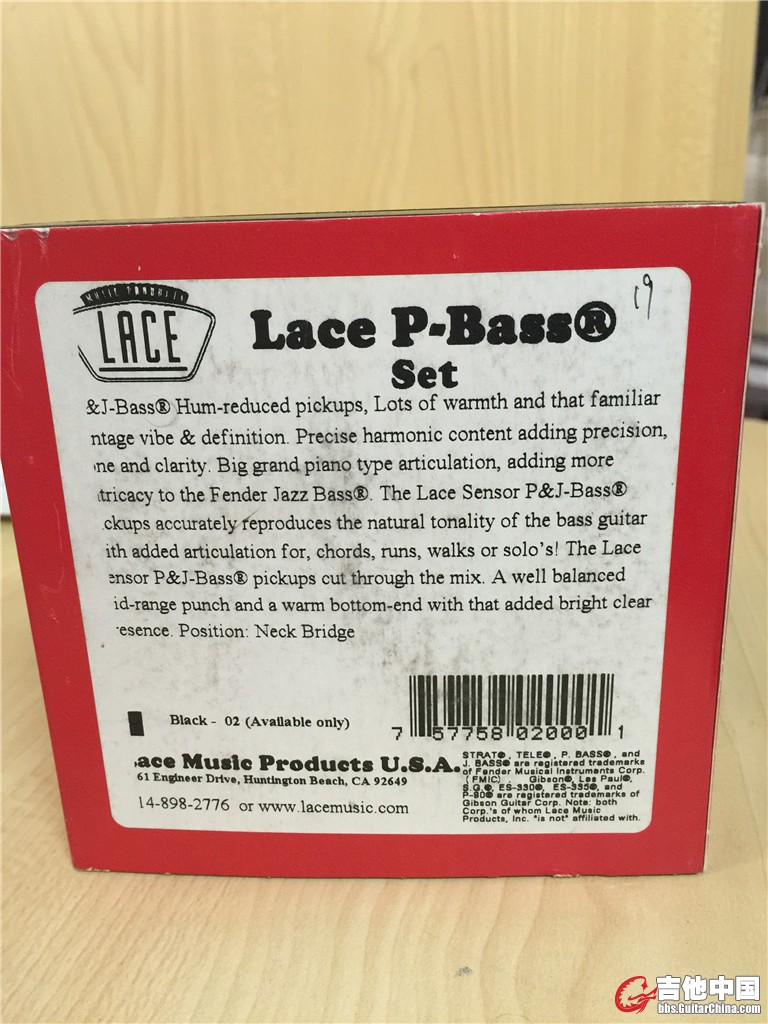 MUSIC
LACE
Lace P-Bass®
Set
19
&J-Bass® Hum-reduced pickups, Lots of warmth and that familiar
ntage vibe & definition. Precise harmonic content adding precision,
ne and clarity. Big grand piano type articulation, adding more
tricacy to the Fender Jazz Bass®. The Lace Sensor P&J-Bass®
ckups accurately reproduces the natural tonality of the bass guitar
ith added articulation for, chords, runs, walks or solo's! The Lace
ensor P&J-Bass® pickups cut through the mix. A well balanced
id-range punch and a warm bottom-end with that added bright clear
resence. Position: Neck Bridge
Black - 02 (Available only)
7 57758 02000 1
ace Music Products U.S.A.
61 Engineer Drive, Huntington Beach, CA 92649
14-898-2776 or www.lacemusic.com
STRAT®, TELE®, P. BASS®, and
J. BASS® are registered trademarks
of Fender Musical Instruments Corp.
(FMIC) Gibson®, Les Paul®,
S.G.®, ES-330®, ES-335®, and
P-90® are registered trademarks of
Gibson Guitar Corp. Note: both
Corp.'s of whom Lace Music
Products, Inc. "is not" affiliated with.
吉他中国
bbs.GuitarChina.com